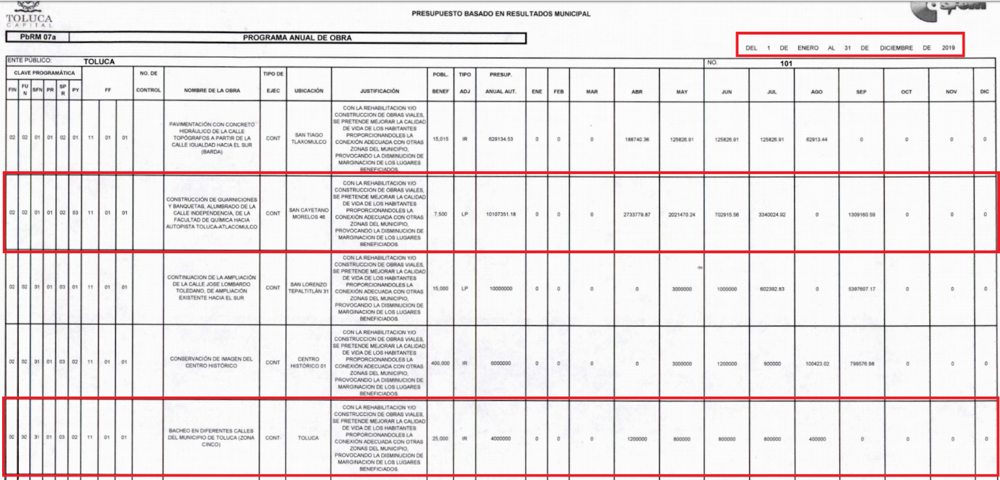 TOLUCA
CAPITAL
PRESUPUESTO BASADO EN RESULTADOS MUNICIPAL
PbRM 07a PROGRAMA ANUAL DE OBRA
DEL 1 DE ENERO AL 31 DE DICIEMBRE DE 2019
ENTE PÚBLICO: TOLUCA NO. 101
CLAVE PROGRAMÁTICA NO. DE TIPO DE POBL. TIPO PRESUP.
FIN FUN SFN PR SPR PY FF CONTROL NOMBRE DE LA OBRA EJEC UBICACIÓN JUSTIFICACIÓN BENEF ADJ ANUAL AUT. ENE FEB MAR ABR MAY JUN JUL AGO SEP OCT NOV DIC
02 02 01 01 02 01 11 01 01
PAVIMENTACIÓN CON CONCRETO
HIDRÁULICO DE LA CALLE
TOPÓGRAFOS A PARTIR DE LA
CALLE IGUALDAD HACIA EL SUR
(BARDA)
CONT
SAN TIAGO
TLAXOMULCO
CON LA REHABILITACION Y/O
CONSTRUCCION DE OBRAS VIALES,
SE PRETENDE MEJORAR LA CALIDAD
DE VIDA DE LOS HABITANTES
PROPORCIONANDOLES LA
CONEXIÓN ADECUADA CON OTRAS
ZONAS DEL MUNICIPIO,
PROVOCANDO LA DISMINUCION DE
MARGINACION DE LOS LUGARES
BENEFICIADOS.
15,015 IR 629134.53 0 0 0 188740.36 125826.91 125826.91 125826.91 62913.44 0 0 0 0
02 02 01 01 02 03 11 01 01
CONSTRUCCIÓN DE GUARNICIONES
Y BANQUETAS, ALUMBRADO DE LA
CALLE INDEPENDENCIA, DE LA
FACULTAD DE QUÍMICA HACIA
AUTOPISTA TOLUCA-ATLACOMULCO
CONT
SAN CAYETANO
MORELOS 46
CON LA REHABILITACION Y/O
CONSTRUCCION DE OBRAS VIALES,
SE PRETENDE MEJORAR LA CALIDAD
DE VIDA DE LOS HABITANTES
PROPORCIONANDOLES LA
CONEXIÓN ADECUADA CON OTRAS
ZONAS DEL MUNICIPIO,
PROVOCANDO LA DISMINUCION DE
MARGINACION DE LOS LUGARES
BENEFICIADOS.
7,500 LP 10107351.18 0 0 0 2733779.87 2021470.24 702915.56 3340024.92 0 1309160.59 0 0 0
02 02 01 01 03 01 11 01 01
CONTINUACION DE LA AMPLIACIÓN
DE LA CALLE JOSE LOMBARDO
TOLEDANO, DE AMPLIACIÓN
EXISTENTE HACIA EL SUR
CONT
SAN LORENZO
TEPALTITLÁN 31
CON LA REHABILITACION Y/O
CONSTRUCCION DE OBRAS VIALES,
SE PRETENDE MEJORAR LA CALIDAD
DE VIDA DE LOS HABITANTES
PROPORCIONANDOLES LA
CONEXIÓN ADECUADA CON OTRAS
ZONAS DEL MUNICIPIO,
PROVOCANDO LA DISMINUCION DE
MARGINACION DE LOS LUGARES
BENEFICIADOS.
15,000 LP 10000000 0 0 0 0 3000000 1000000 602392.83 0 5397607.17 0 0 0
02 02 01 01 03 02 11 01 01
CONSERVACIÓN DE IMAGEN DEL
CENTRO HISTÓRICO
CONT
CENTRO
HISTÓRICO 01
CON LA REHABILITACION Y/O
CONSTRUCCION DE OBRAS VIALES,
SE PRETENDE MEJORAR LA CALIDAD
DE VIDA DE LOS HABITANTES
PROPORCIONANDOLES LA
CONEXIÓN ADECUADA CON OTRAS
ZONAS DEL MUNICIPIO,
PROVOCANDO LA DISMINUCION DE
MARGINACION DE LOS LUGARES
BENEFICIADOS.
400,000 IR 6000000 0 0 0 0 3000000 1200000 900000 100423.02 799576.98 0 0 0
02 02 01 01 03 02 11 01 01
BACHEO EN DIFERENTES CALLES
DEL MUNICIPIO DE TOLUCA (ZONA
CINCO)
CONT
TOLUCA
CON LA REHABILITACION Y/O
CONSTRUCCION DE OBRAS VIALES,
SE PRETENDE MEJORAR LA CALIDAD
DE VIDA DE LOS HABITANTES
PROPORCIONANDOLES LA
CONEXIÓN ADECUADA CON OTRAS
ZONAS DEL MUNICIPIO,
PROVOCANDO LA DISMINUCION DE
MARGINACION DE LOS LUGARES
BENEFICIADOS.
25,000 IR 4000000 0 0 0 1200000 800000 800000 800000 400000 0 0 0 0